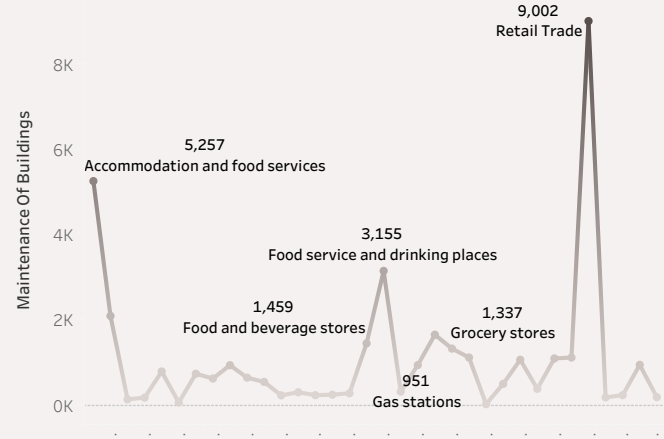 9,002
Retail Trade
8K
6K
5,257
Accommodation and food services
4K
3,155
Food service and drinking places
1,459
Food and beverage stores
1,337
Grocery stores
2K
951
Gas stations
0K
Maintenance Of Buildings